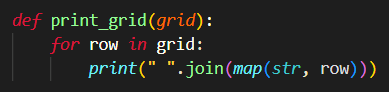 def print_grid(grid):
    for row in grid:
        print(" ".join(map(str, row)))